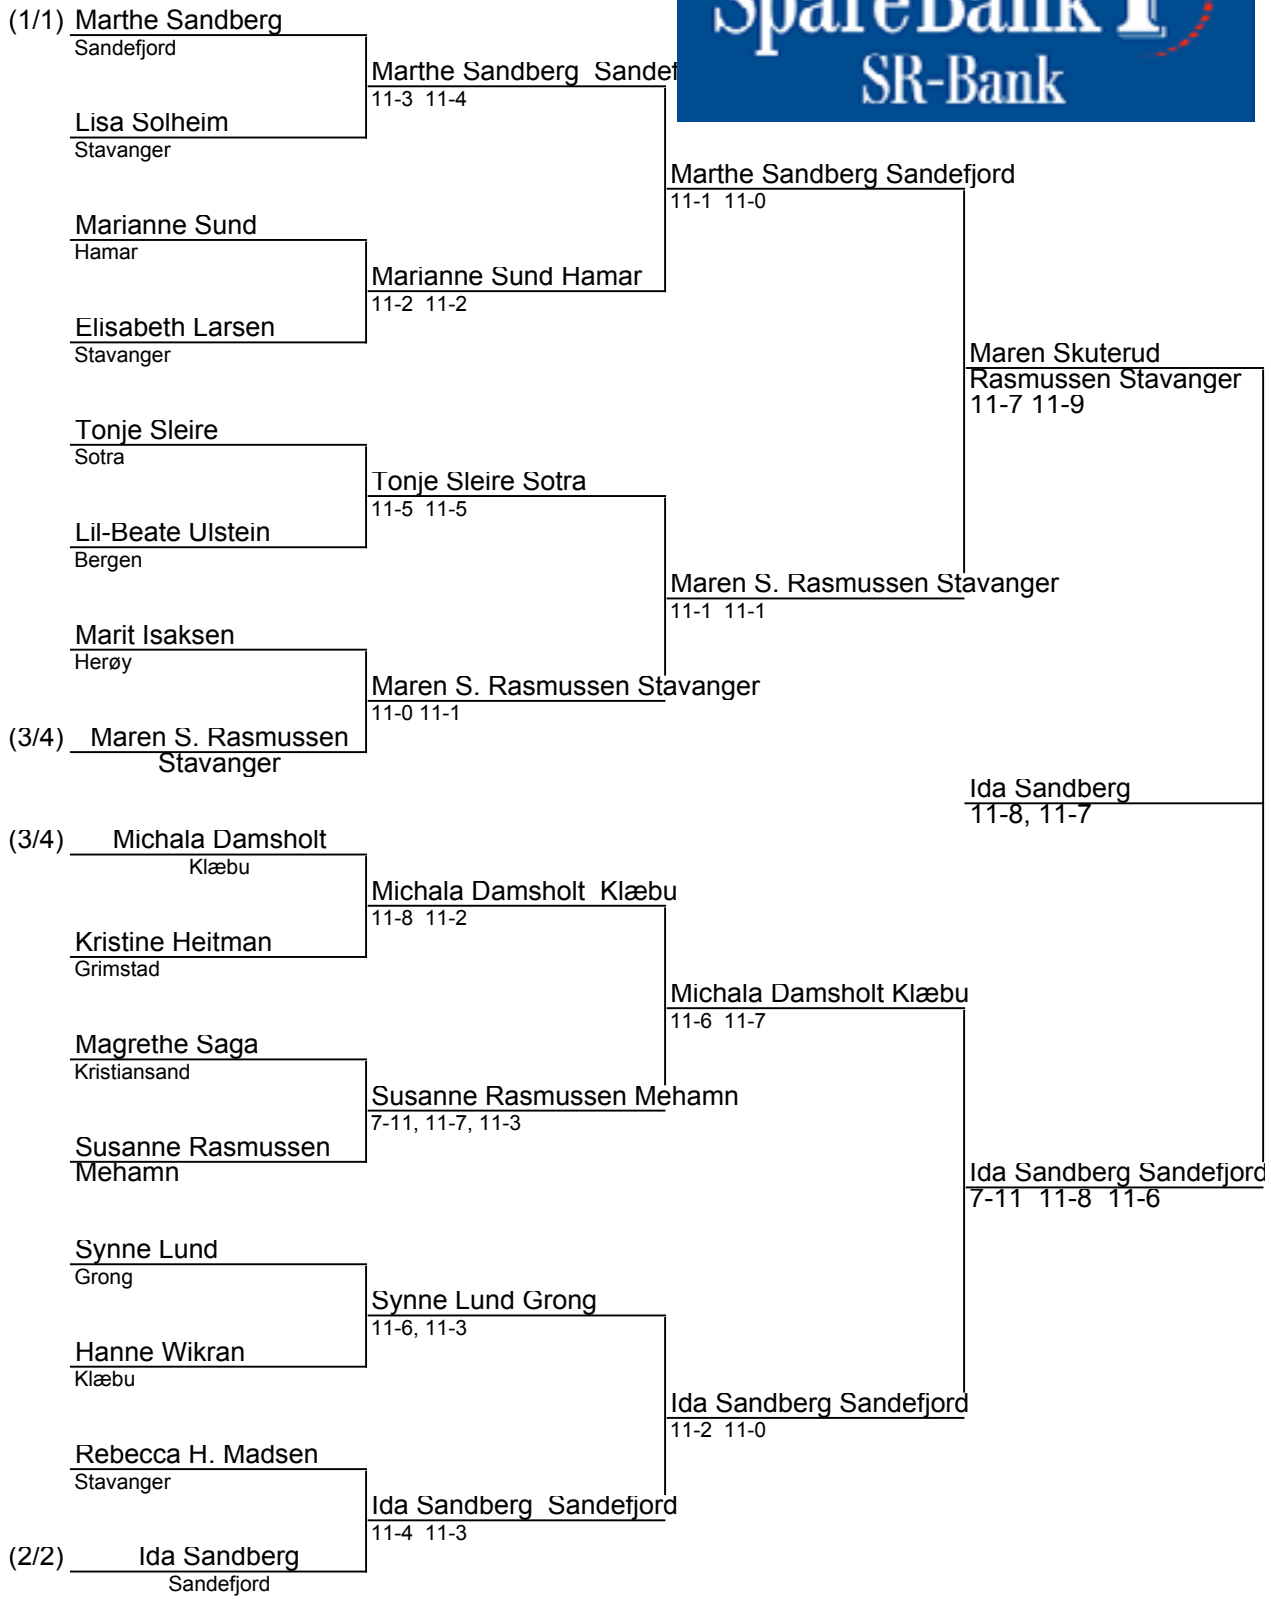 (1/1) Marthe Sandberg
Sandefjord
SpareBank 1
SR-Bank
Marthe Sandberg  Sandef
11-3  11-4
Lisa Solheim
Stavanger
Marthe Sandberg Sandefjord
11-1  11-0
Marianne Sund
Hamar
Marianne Sund Hamar
11-2  11-2
Elisabeth Larsen
Stavanger
Maren Skuterud
Rasmussen Stavanger
11-7 11-9
Tonje Sleire
Sotra
Tonje Sleire Sotra
11-5  11-5
Lil-Beate Ulstein
Bergen
Maren S. Rasmussen Stavanger
11-1  11-1
Marit Isaksen
Herøy
Maren S. Rasmussen Stavanger
11-0 11-1
(3/4) Maren S. Rasmussen
Stavanger
Ida Sandberg
11-8, 11-7
(3/4) Michala Damsholt
Klæbu
Michala Damsholt  Klæbu
11-8  11-2
Kristine Heitman
Grimstad
Michala Damsholt Klæbu
11-6  11-7
Magrethe Saga
Kristiansand
Susanne Rasmussen Mehamn
7-11, 11-7, 11-3
Susanne Rasmussen
Mehamn
Ida Sandberg Sandefjord
7-11  11-8  11-6
Synne Lund
Grong
Synne Lund Grong
11-6, 11-3
Hanne Wikran
Klæbu
Ida Sandberg Sandefjord
11-2  11-0
Rebecca H. Madsen
Stavanger
Ida Sandberg  Sandefjord
11-4  11-3
(2/2) Ida Sandberg
Sandefjord